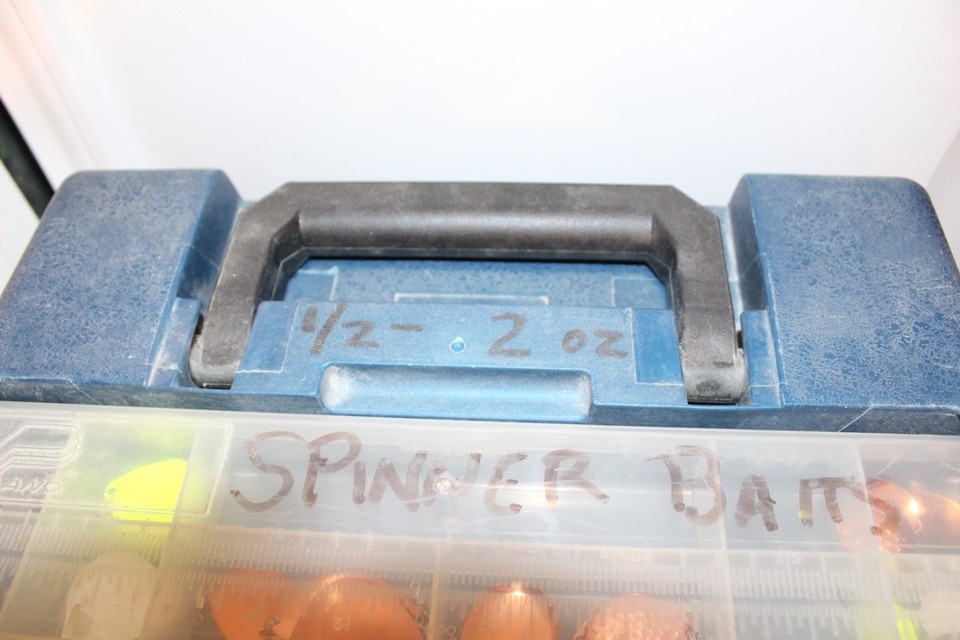 1/2 - 2 oz
SPINNER BAITS